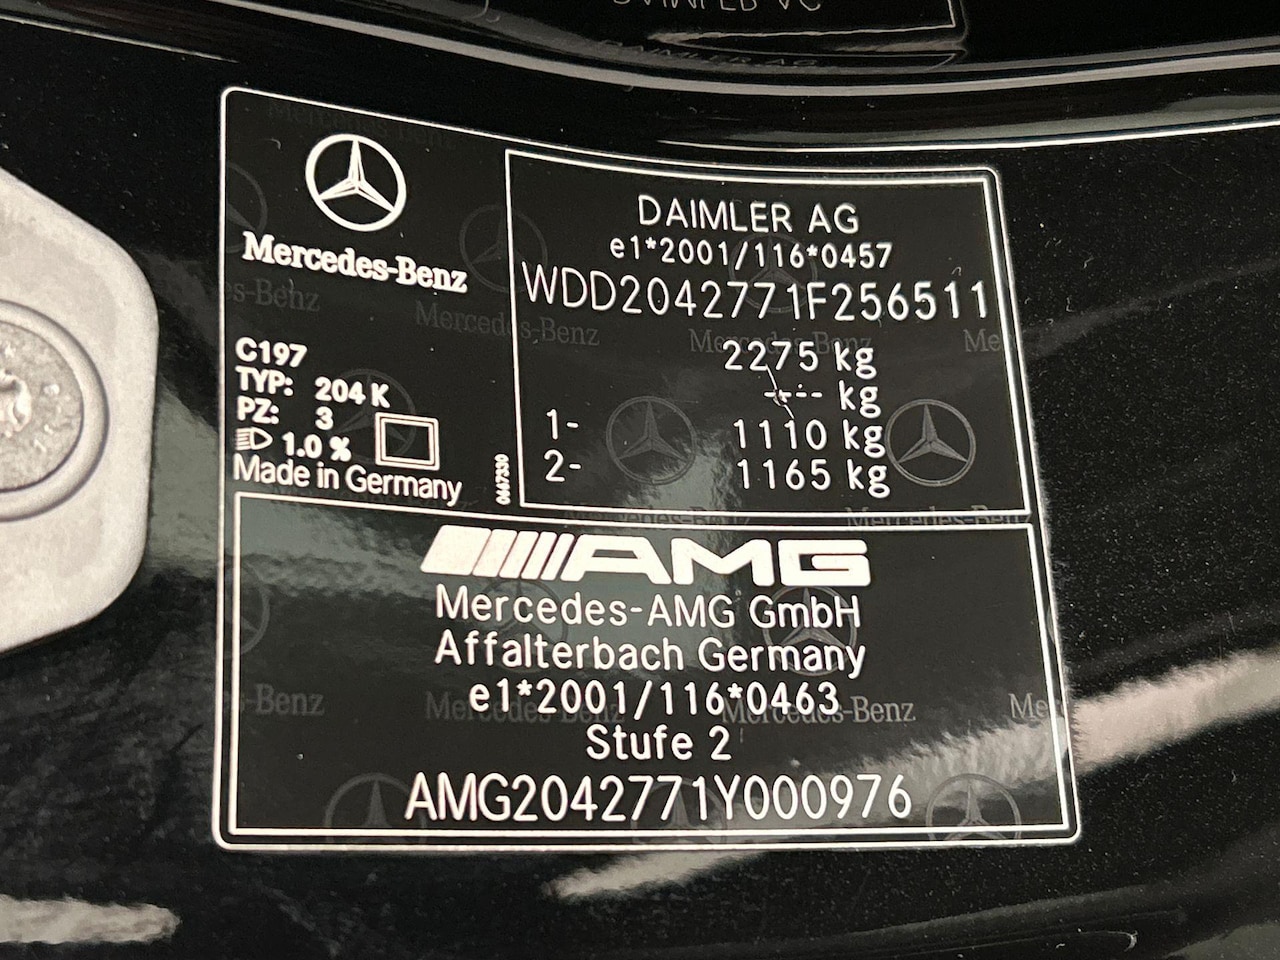 Mercedes-Benz
C197
TYP: 204 K
PZ: 3
1.0 %
Made in Germany
0667330
DAIMLER AG
e1*2001/116*0457
WDD2042771F256511
2275 kg
---- kg
1- 1110 kg
2- 1165 kg
AMG
Mercedes-AMG GmbH
Affalterbach Germany
e1*2001/116*0463
Stufe 2
AMG2042771Y000976